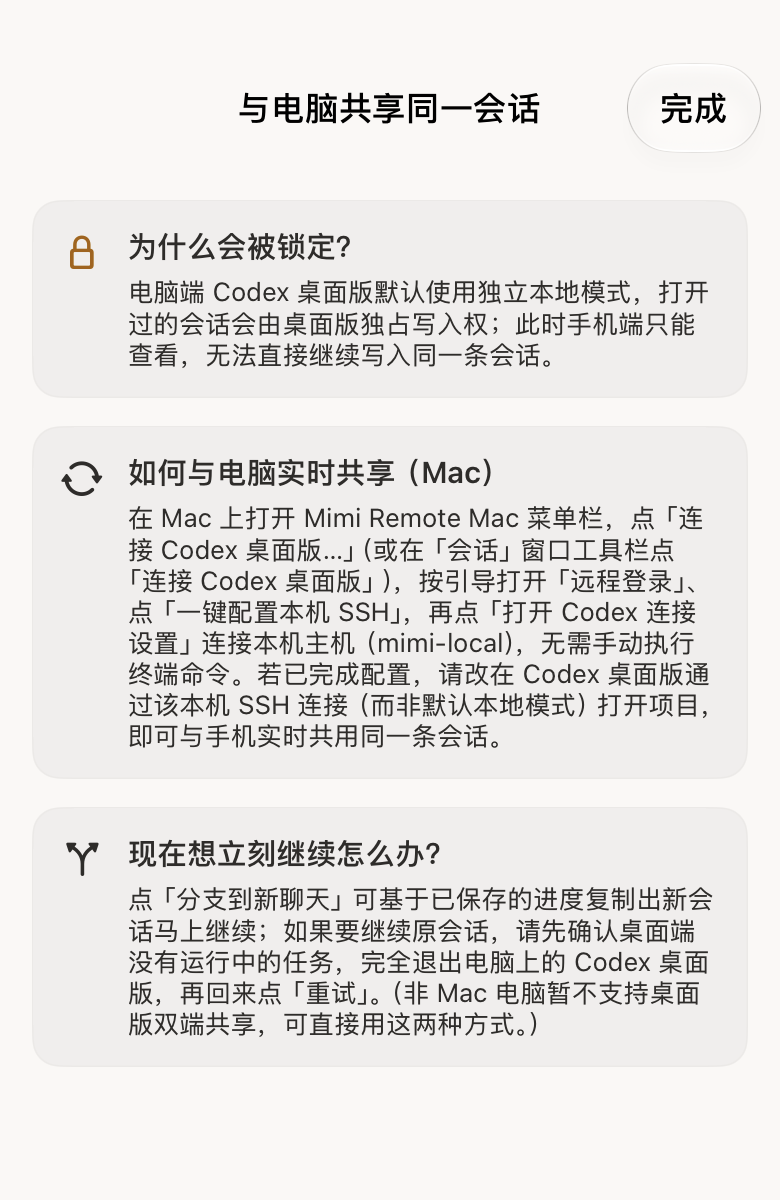 与电脑共享同一会话
完成
为什么会被锁定?
电脑端 Codex 桌面版默认使用独立本地模式，打开
过的会话会由桌面版独占写入权；此时手机端只能
查看，无法直接继续写入同一条会话。
如何与电脑实时共享（Mac）
在 Mac 上打开 Mimi Remote Mac 菜单栏，点「连
接 Codex 桌面版…」（或在「会话」窗口工具栏点
「连接 Codex 桌面版」），按引导打开「远程登录」、
点「一键配置本机 SSH」，再点「打开 Codex 连接
设置」连接本机主机（mimi-local)，无需手动执行
终端命令。若已完成配置，请改在 Codex 桌面版通
过该本机 SSH 连接（而非默认本地模式）打开项目，
即可与手机实时共用同一条会话。
现在想立刻继续怎么办?
点「分支到新聊天」可基于已保存的进度复制出新会
话马上继续；如果要继续原会话，请先确认桌面端
没有运行中的任务，完全退出电脑上的 Codex 桌面
版，再回来点「重试」。（非 Mac 电脑暂不支持桌面
版双端共享，可直接用这两种方式。）